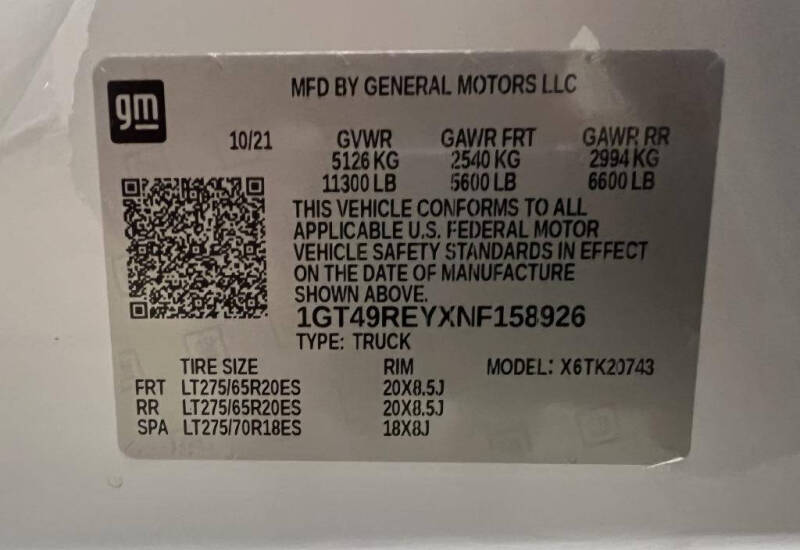 gm
MFD BY GENERAL MOTORS LLC
10/21 GVWR GAWR FRT GAWR RR
5126 KG 2540 KG 2994 KG
11300 LB 5600 LB 6600 LB
THIS VEHICLE CONFORMS TO ALL
APPLICABLE U.S. FEDERAL MOTOR
VEHICLE SAFETY STANDARDS IN EFFECT
ON THE DATE OF MANUFACTURE
SHOWN ABOVE.
1GT49REYXNF158926
TYPE: TRUCK
TIRE SIZE RIM MODEL: X6TK20743
FRT LT275/65R20ES 20X8.5J
RR LT275/65R20ES 20X8.5J
SPA LT275/70R18ES 18X8J